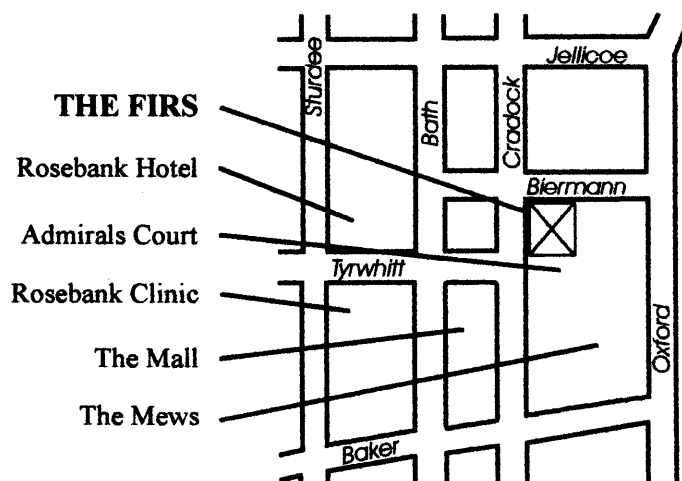 Jellicoe
Sturdee
Bath
Cradock
THE FIRS
Rosebank Hotel
Biermann
Admirals Court
Tyrwhitt
Rosebank Clinic
Oxford
The Mall
The Mews
Baker